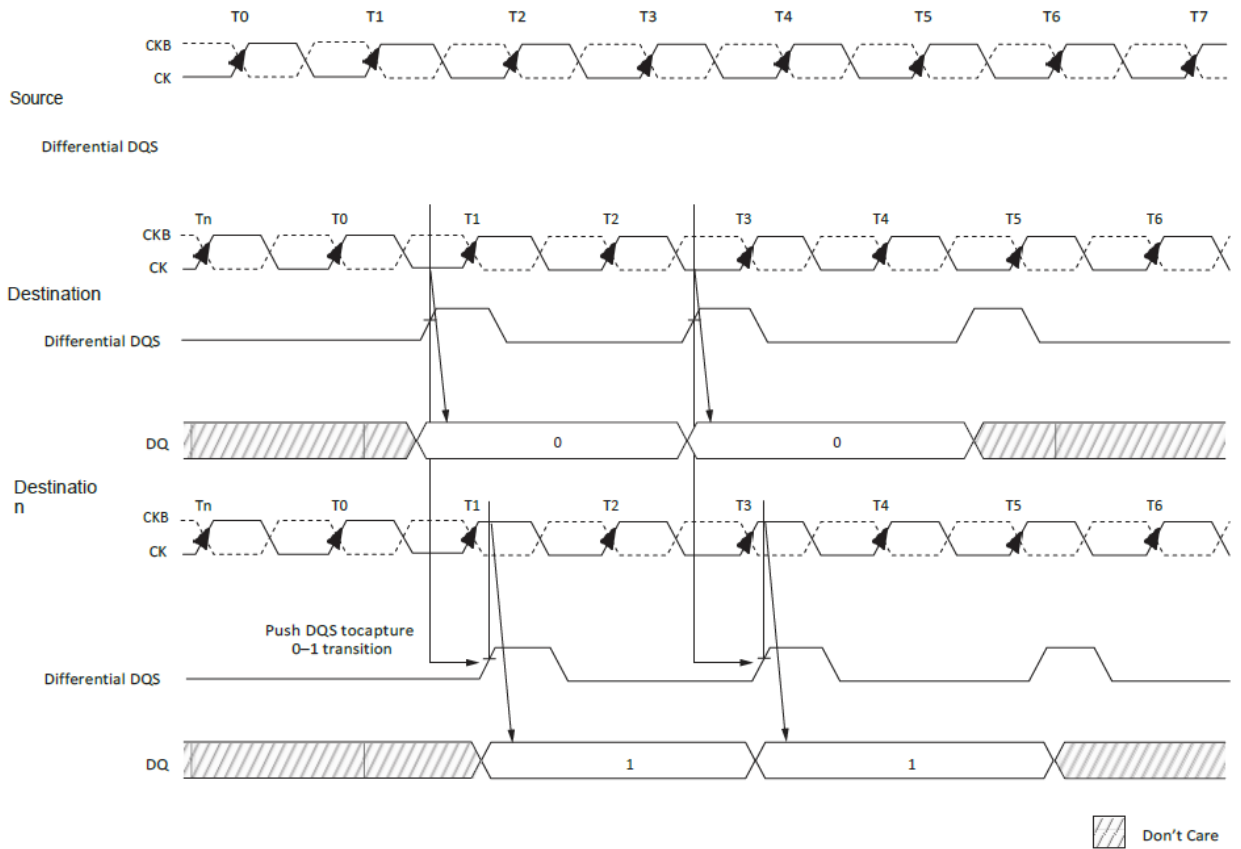 T0 T1 T2 T3 T4 T5 T6 T7
CKB
CK
Source
Differential DQS
Tn T0 T1 T2 T3 T4 T5 T6
CKB
CK
Destination
Differential DQS
DQ 0 0
Destinatio
n
Tn T0 T1 T2 T3 T4 T5 T6
CKB
CK
Push DQS tocapture
0–1 transition
Differential DQS
DQ 1 1
Don't Care